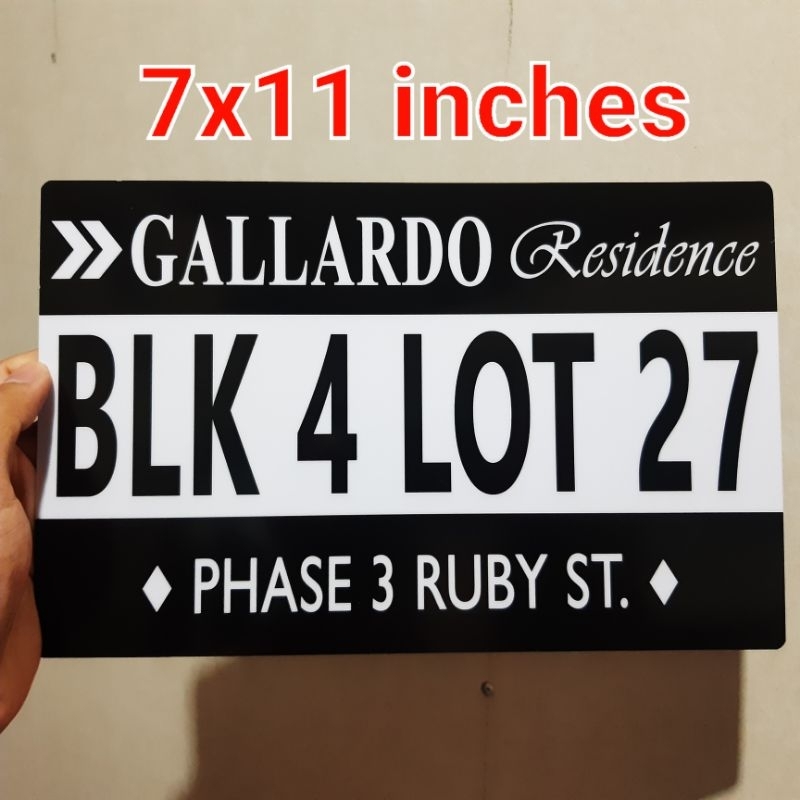 7x11 inches
GALLARDO Residence
BLK 4 LOT 27
PHASE 3 RUBY ST.